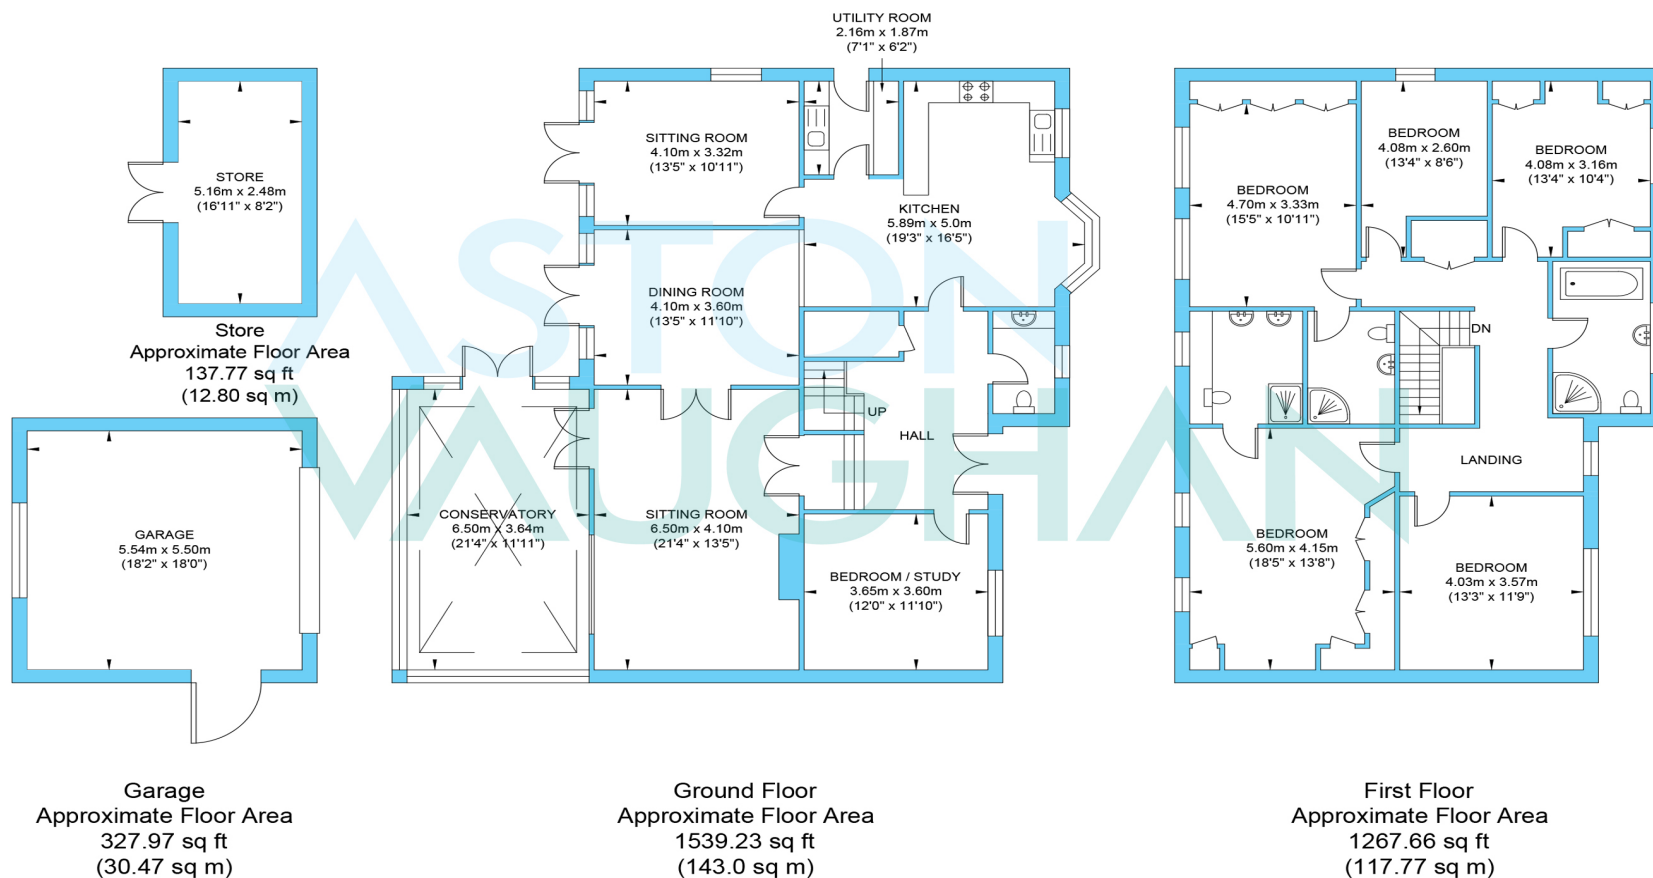 UTILITY ROOM
2.16m x 1.87m
(7'1" x 6'2")
STORE
5.16m x 2.48m
(16'11" x 8'2")
Store
Approximate Floor Area
137.77 sq ft
(12.80 sq m)
GARAGE
5.54m x 5.50m
(18'2" x 18'0")
Garage
Approximate Floor Area
327.97 sq ft
(30.47 sq m)
SITTING ROOM
4.10m x 3.32m
(13'5" x 10'11")
KITCHEN
5.89m x 5.0m
(19'3" x 16'5")
DINING ROOM
4.10m x 3.60m
(13'5" x 11'10")
UP
HALL
CONSERVATORY
6.50m x 3.64m
(21'4" x 11'11")
SITTING ROOM
6.50m x 4.10m
(21'4" x 13'5")
BEDROOM / STUDY
3.65m x 3.60m
(12'0" x 11'10")
Ground Floor
Approximate Floor Area
1539.23 sq ft
(143.0 sq m)
BEDROOM
4.70m x 3.33m
(15'5" x 10'11")
BEDROOM
4.08m x 2.60m
(13'4" x 8'6")
BEDROOM
4.08m x 3.16m
(13'4" x 10'4")
DN
LANDING
BEDROOM
5.60m x 4.15m
(18'5" x 13'8")
BEDROOM
4.03m x 3.57m
(13'3" x 11'9")
First Floor
Approximate Floor Area
1267.66 sq ft
(117.77 sq m)
ASTON
VAUGHAN